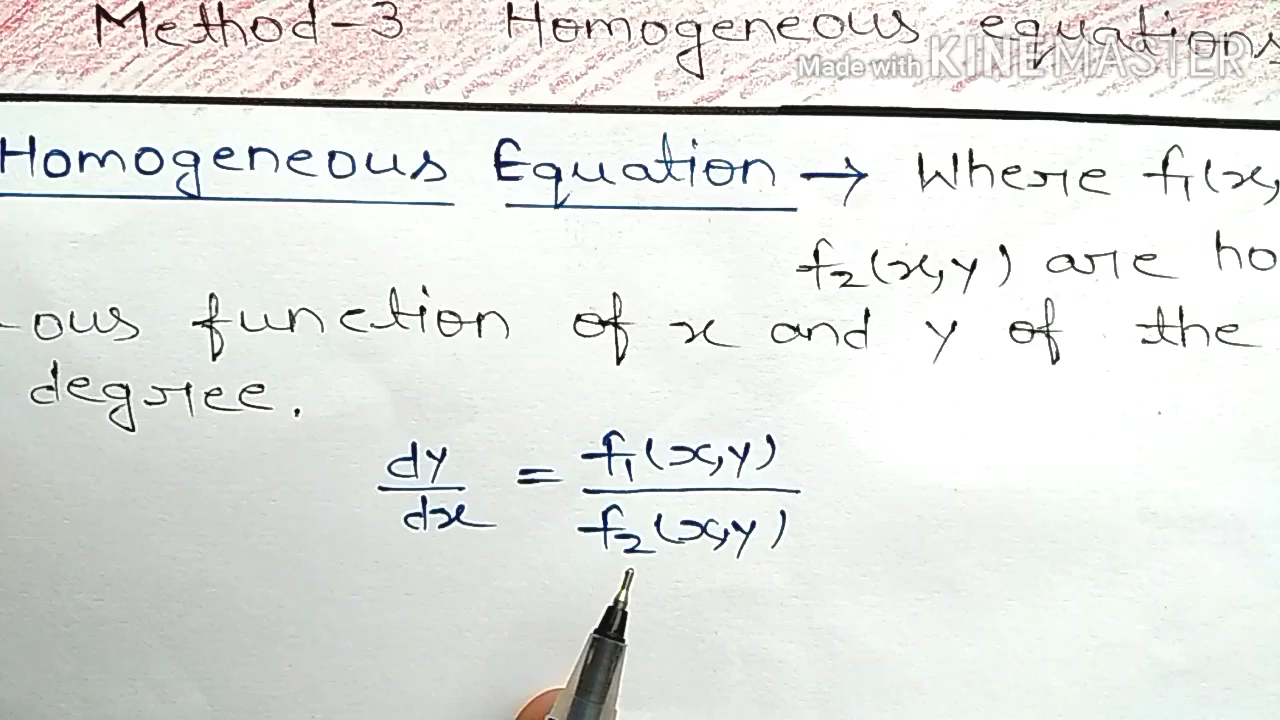 Method-3 Homogeneous equations
Made with KINEMASTER
Homogeneous Equation → Where f₁(x,
f₂(x,y) are ho
-ous function of x and y of the
degree.
dy/dx = f₁(x,y)/f₂(x,y)